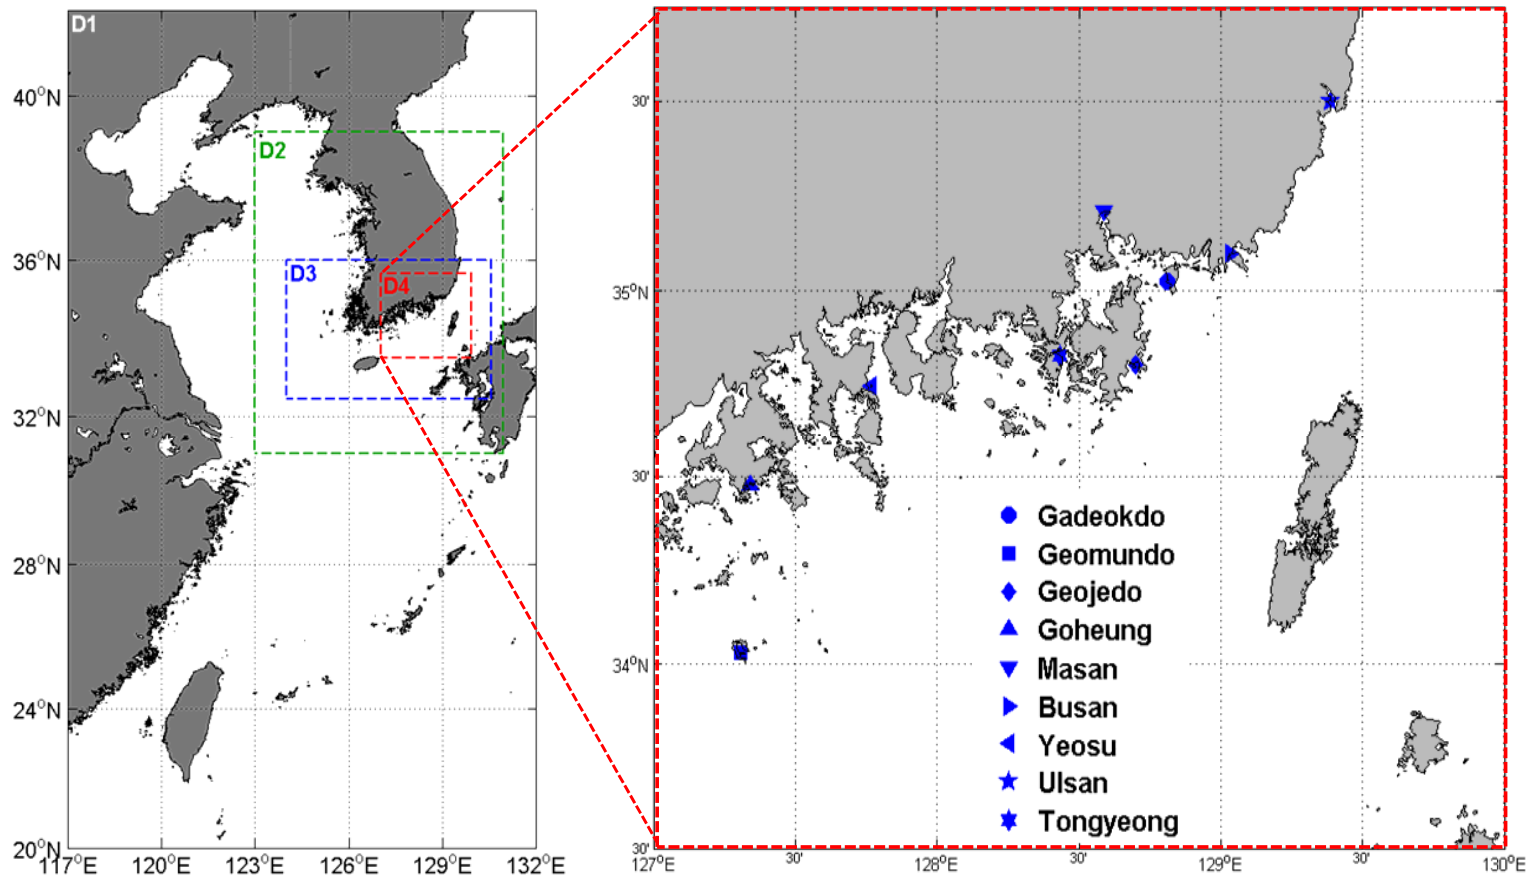 D1
40°N
36°N
32°N
28°N
24°N
20°N
117°E 120°E 123°E 126°E 129°E 132°E
D2
D3
D4
30'
35°N
30'
34°N
30'
127°E 30' 128°E 30' 129°E 30' 130°E
Gadeokdo
Geomundo
Geojedo
Goheung
Masan
Busan
Yeosu
Ulsan
Tongyeong